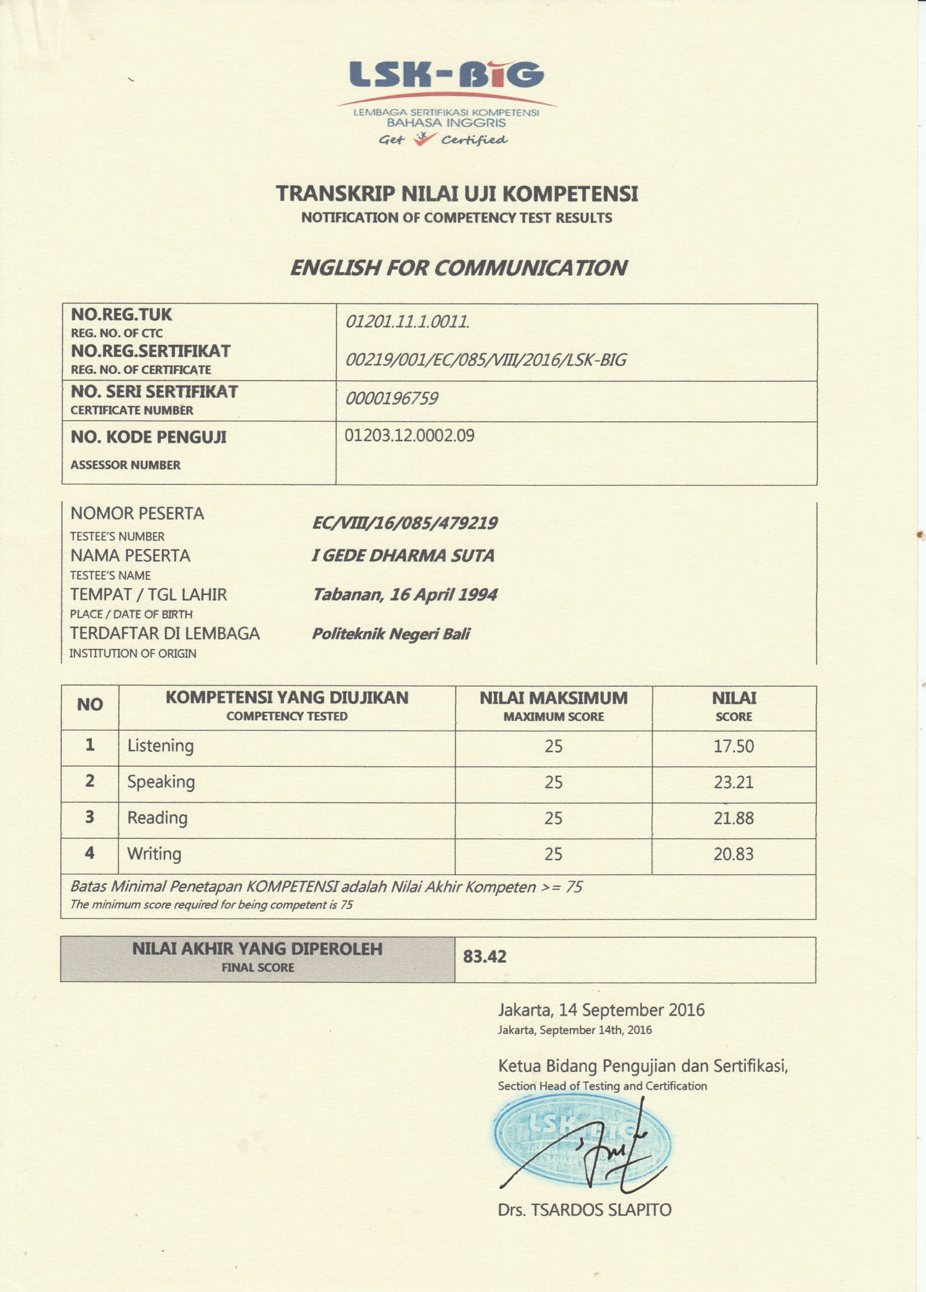 LSK-BIG
LEMBAGA SERTIFIKASI KOMPETENSI
BAHASA INGGRIS
Get Certified
TRANSKRIP NILAI UJI KOMPETENSI
NOTIFICATION OF COMPETENCY TEST RESULTS
ENGLISH FOR COMMUNICATION
NO.REG.TUK 01201.11.1.0011.
REG. NO. OF CTC
NO.REG.SERTIFIKAT 00219/001/EC/085/VIII/2016/LSK-BIG
REG. NO. OF CERTIFICATE
NO. SERI SERTIFIKAT 0000196759
CERTIFICATE NUMBER
NO. KODE PENGUJI 01203.12.0002.09
ASSESSOR NUMBER
NOMOR PESERTA EC/VIII/16/085/479219
TESTEE'S NUMBER
NAMA PESERTA I GEDE DHARMA SUTA
TESTEE'S NAME
TEMPAT / TGL LAHIR Tabanan, 16 April 1994
PLACE / DATE OF BIRTH
TERDAFTAR DI LEMBAGA Politeknik Negeri Bali
INSTITUTION OF ORIGIN
NO KOMPETENSI YANG DIUJIKAN NILAI MAKSIMUM NILAI
COMPETENCY TESTED MAXIMUM SCORE SCORE
1 Listening 25 17.50
2 Speaking 25 23.21
3 Reading 25 21.88
4 Writing 25 20.83
Batas Minimal Penetapan KOMPETENSI adalah Nilai Akhir Kompeten >= 75
The minimum score required for being competent is 75
NILAI AKHIR YANG DIPEROLEH 83.42
FINAL SCORE
Jakarta, 14 September 2016
Jakarta, September 14th, 2016
Ketua Bidang Pengujian dan Sertifikasi,
Section Head of Testing and Certification
LSK-BIG
Drs. TSARDOS SLAPITO